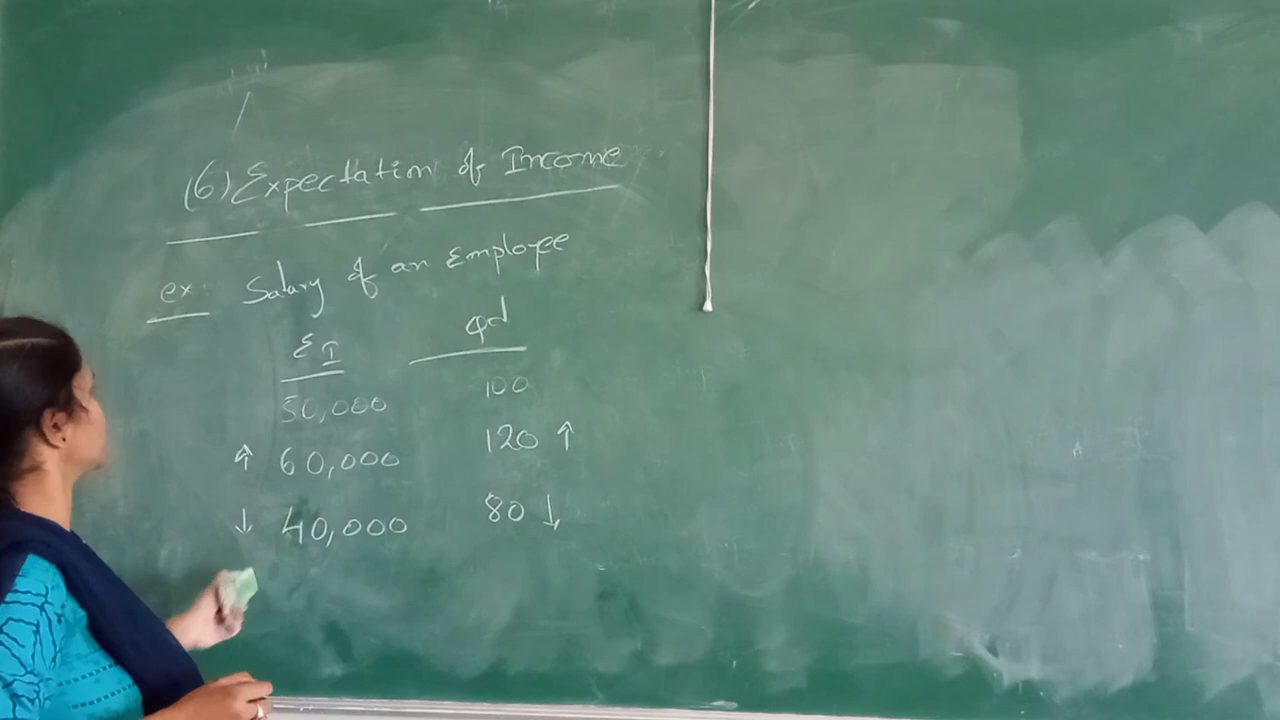 (6) Expectation of Income
ex: Salary of an Employee
EI qd
50,000 100
↑ 60,000 120 ↑
↓ 40,000 80 ↓